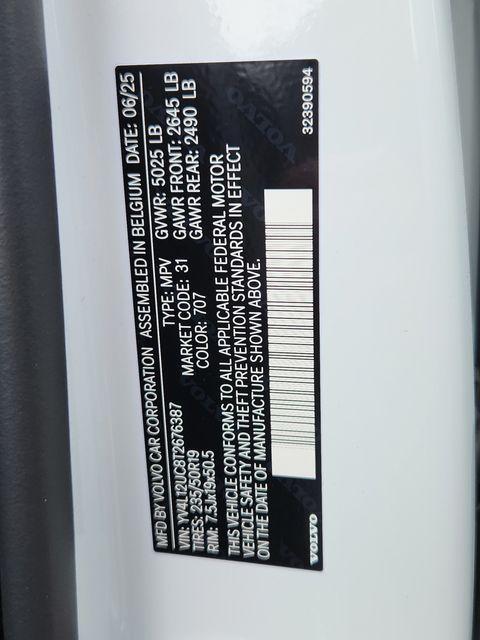 MFD BY VOLVO CAR CORPORATION ASSEMBLED IN BELGIUM DATE: 06/25
VIN: YV4L12UC8T2676387 TYPE: MPV GVWR: 5025 LB
TIRES: 235/50R19 MARKET CODE: 31 GAWR FRONT: 2645 LB
RIM: 7.5Jx19x50.5 COLOR: 707 GAWR REAR: 2490 LB
THIS VEHICLE CONFORMS TO ALL APPLICABLE FEDERAL MOTOR
VEHICLE SAFETY AND THEFT PREVENTION STANDARDS IN EFFECT
ON THE DATE OF MANUFACTURE SHOWN ABOVE.
VOLVO 32390594